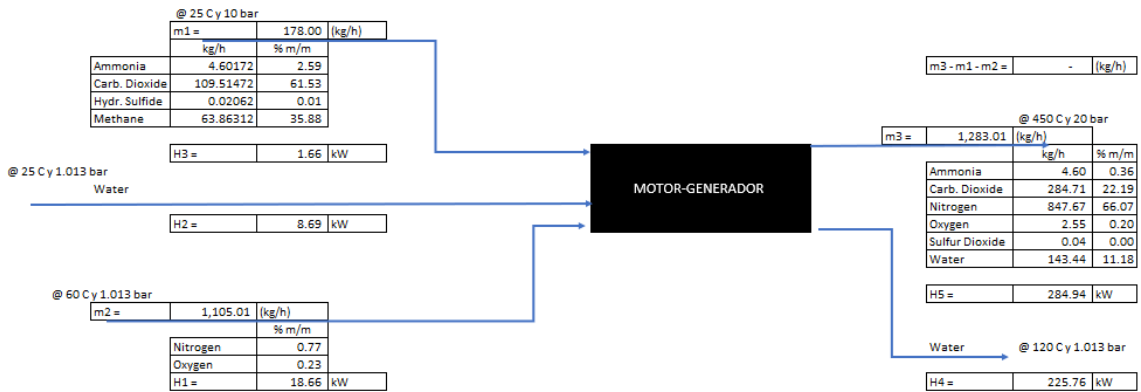 @ 25 C y 10 bar
m1 = 178.00 (kg/h)
kg/h % m/m
Ammonia 4.60172 2.59
Carb. Dioxide 109.51472 61.53
Hydr. Sulfide 0.02062 0.01
Methane 63.86312 35.88
H3 = 1.66 kW
@ 25 C y 1.013 bar
Water
H2 = 8.69 kW
@ 60 C y 1.013 bar
m2 = 1,105.01 (kg/h)
% m/m
Nitrogen 0.77
Oxygen 0.23
H1 = 18.66 kW
MOTOR-GENERADOR
m3 - m1 - m2 = - (kg/h)
@ 450 C y 20 bar
m3 = 1,283.01 (kg/h)
kg/h % m/m
Ammonia 4.60 0.36
Carb. Dioxide 284.71 22.19
Nitrogen 847.67 66.07
Oxygen 2.55 0.20
Sulfur Dioxide 0.04 0.00
Water 143.44 11.18
H5 = 284.94 kW
Water @ 120 C y 1.013 bar
H4 = 225.76 kW